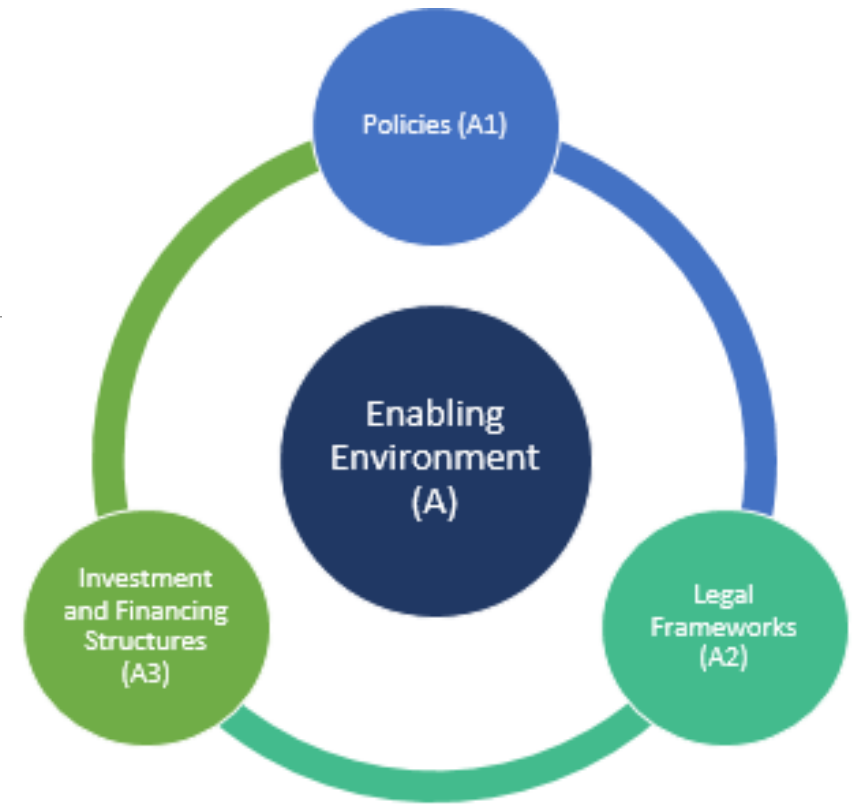 Policies (A1)
Enabling
Environment
(A)
Investment
and Financing
Structures
(A3)
Legal
Frameworks
(A2)